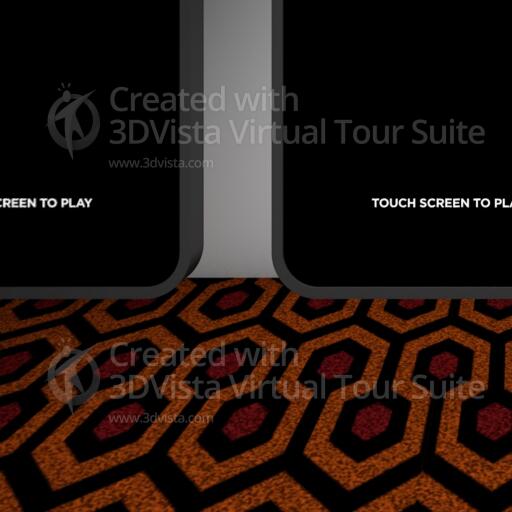 Created with
3DVista Virtual Tour Suite
www.3dvista.com
CREEN TO PLAY
TOUCH SCREEN TO PLA
Created with
3DVista Virtual Tour Suite
www.3dvista.com